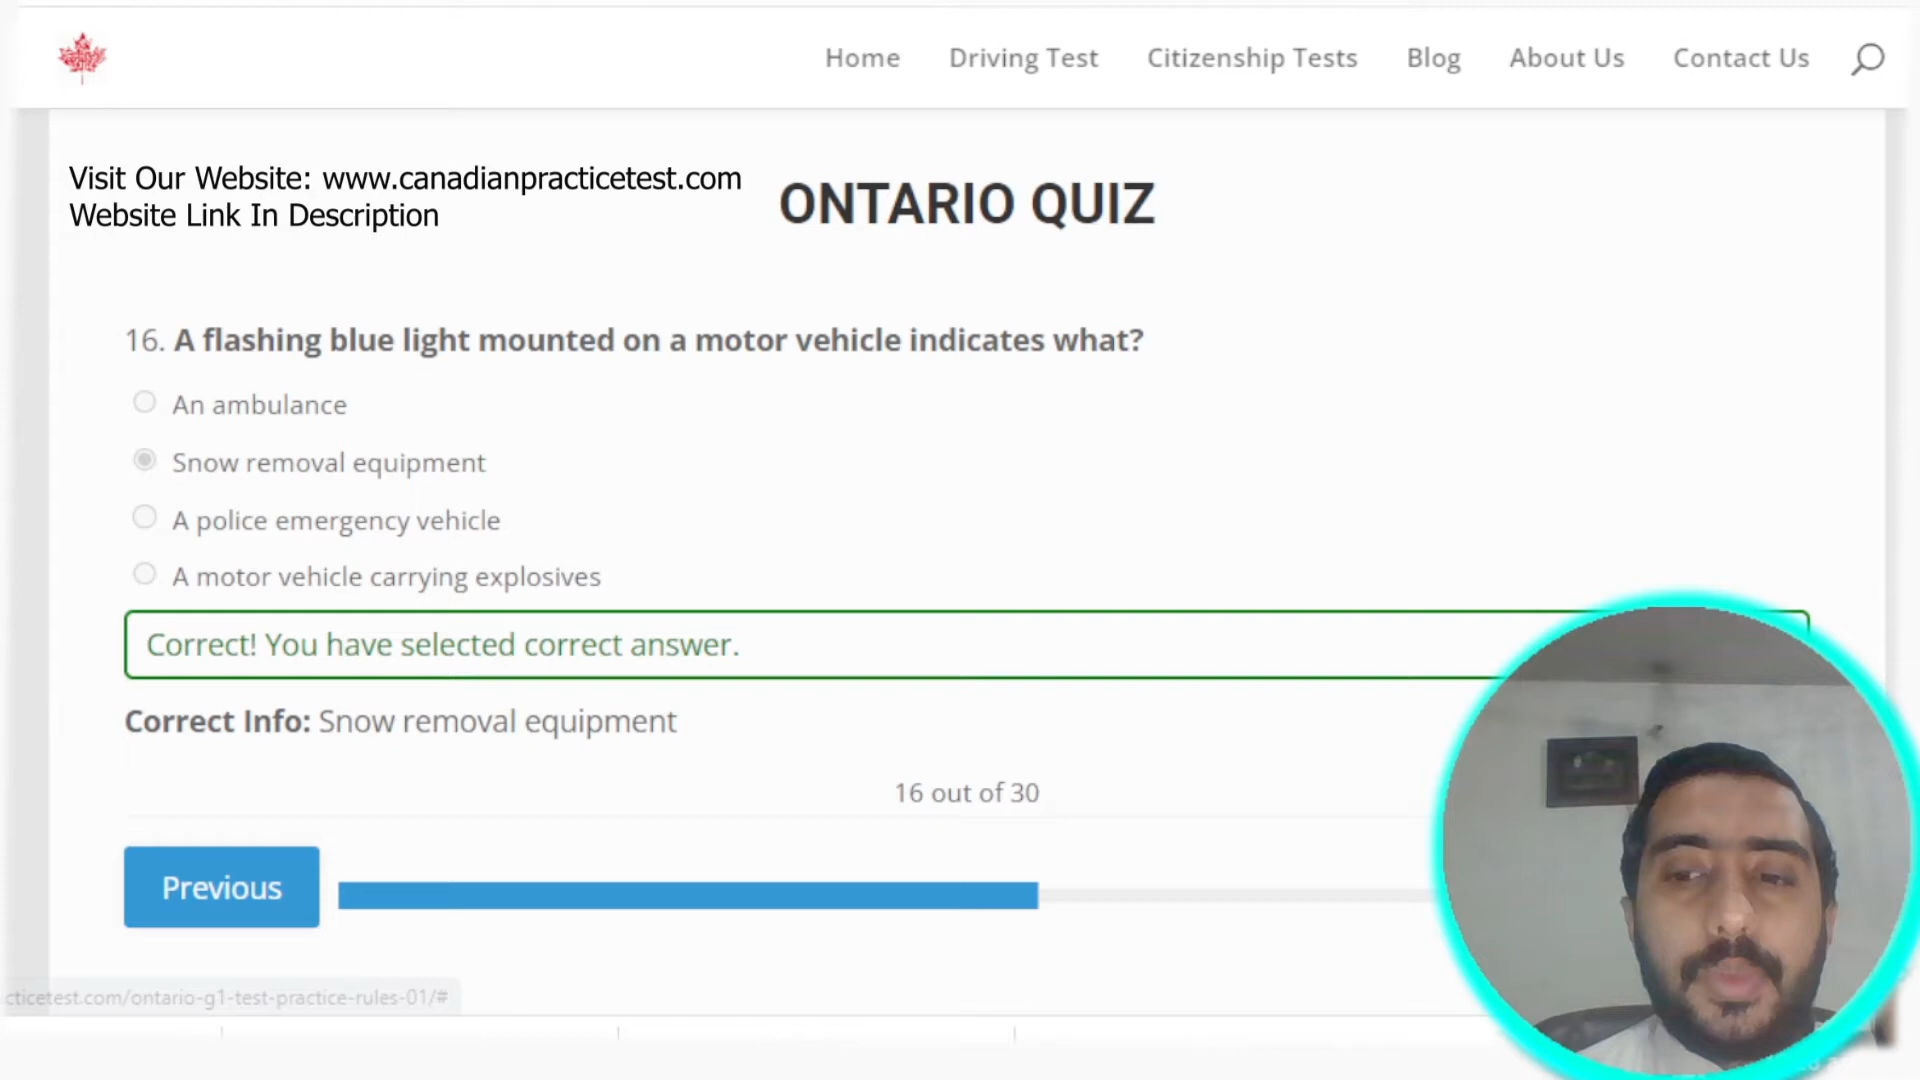 Home Driving Test Citizenship Tests Blog About Us Contact Us
Visit Our Website: www.canadianpracticetest.com
Website Link In Description
ONTARIO QUIZ
16. A flashing blue light mounted on a motor vehicle indicates what?
An ambulance
Snow removal equipment
A police emergency vehicle
A motor vehicle carrying explosives
Correct! You have selected correct answer.
Correct Info: Snow removal equipment
16 out of 30
Previous
cticetest.com/ontario-g1-test-practice-rules-01/#